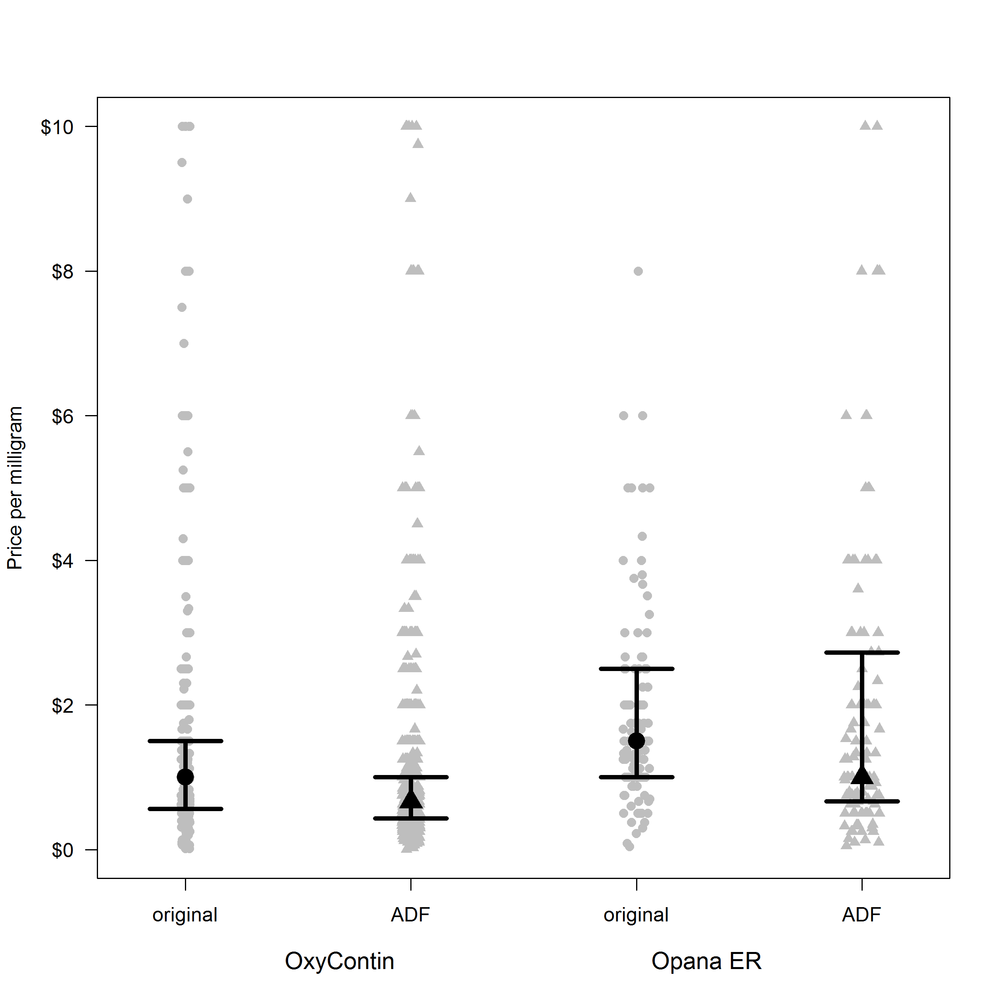 $10
$8
$6
$4
$2
$0
Price per milligram
original ADF original ADF
OxyContin Opana ER